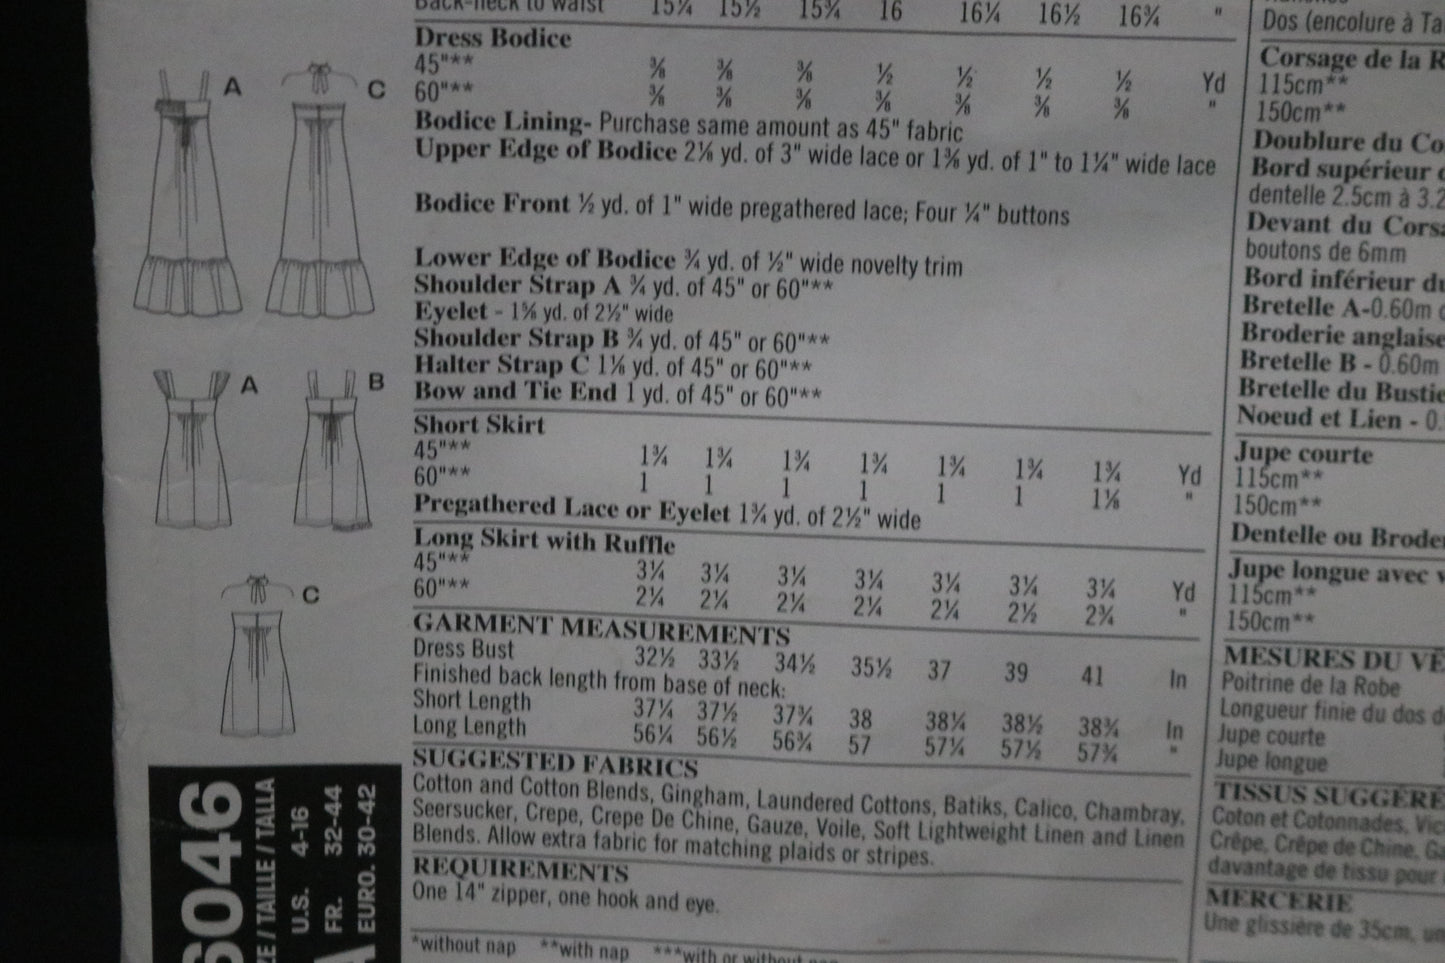 Back-neck to waist 15¼ 15½ 15¾ 16 16¼ 16½ 16¾ "
Dress Bodice
45"** ⅜ ⅜ ⅜ ½ ½ ½ ½ Yd
60"** ⅜ ⅜ ⅜ ⅜ ⅜ ⅜ ⅜ "
Bodice Lining- Purchase same amount as 45" fabric
Upper Edge of Bodice 2⅛ yd. of 3" wide lace or 1⅜ yd. of 1" to 1¼" wide lace
Bodice Front ½ yd. of 1" wide pregathered lace; Four ¼" buttons
Lower Edge of Bodice ¾ yd. of ½" wide novelty trim
Shoulder Strap A ¾ yd. of 45" or 60"**
Eyelet - 1⅝ yd. of 2½" wide
Shoulder Strap B ¾ yd. of 45" or 60"**
Halter Strap C 1⅛ yd. of 45" or 60"**
Bow and Tie End 1 yd. of 45" or 60"**
Short Skirt
45"** 1¾ 1¾ 1¾ 1¾ 1¾ 1¾ 1¾ Yd
60"** 1 1 1 1 1 1 1⅛ "
Pregathered Lace or Eyelet 1¾ yd. of 2½" wide
Long Skirt with Ruffle
45"** 3¼ 3¼ 3¼ 3¼ 3¼ 3¼ 3¼ Yd
60"** 2¼ 2¼ 2¼ 2¼ 2¼ 2½ 2¾ "
GARMENT MEASUREMENTS
Dress Bust 32½ 33½ 34½ 35½ 37 39 41 In
Finished back length from base of neck:
Short Length 37¼ 37½ 37¾ 38 38¼ 38½ 38¾ In
Long Length 56¼ 56½ 56¾ 57 57¼ 57½ 57¾ "
SUGGESTED FABRICS
Cotton and Cotton Blends, Gingham, Laundered Cottons, Batiks, Calico, Chambray,
Seersucker, Crepe, Crepe De Chine, Gauze, Voile, Soft Lightweight Linen and Linen
Blends. Allow extra fabric for matching plaids or stripes.
REQUIREMENTS
One 14" zipper, one hook and eye.
*without nap **with nap ***with or without nap
A C
A B
C
6046
TAILLE / TALLA
U.S. 4-16
FR. 32-44
EURO. 30-42
A
Dos (encolure à Ta
Corsage de la R
115cm**
150cm**
Doublure du Co
Bord supérieur
dentelle 2.5cm à 3.2
Devant du Corsa
boutons de 6mm
Bord inférieur du
Bretelle A-0.60m
Broderie anglaise
Bretelle B - 0.60m
Bretelle du Bustie
Noeud et Lien - 0.
Jupe courte
115cm**
150cm**
Dentelle ou Broder
Jupe longue avec v
115cm**
150cm**
MESURES DU VÊ
Poitrine de la Robe
Longueur finie du dos d
Jupe courte
Jupe longue
TISSUS SUGGÉRÉ
Coton et Cotonnades, Vic
Crêpe, Crêpe de Chine, Ga
davantage de tissu pour
MERCERIE
Une glissière de 35cm, un